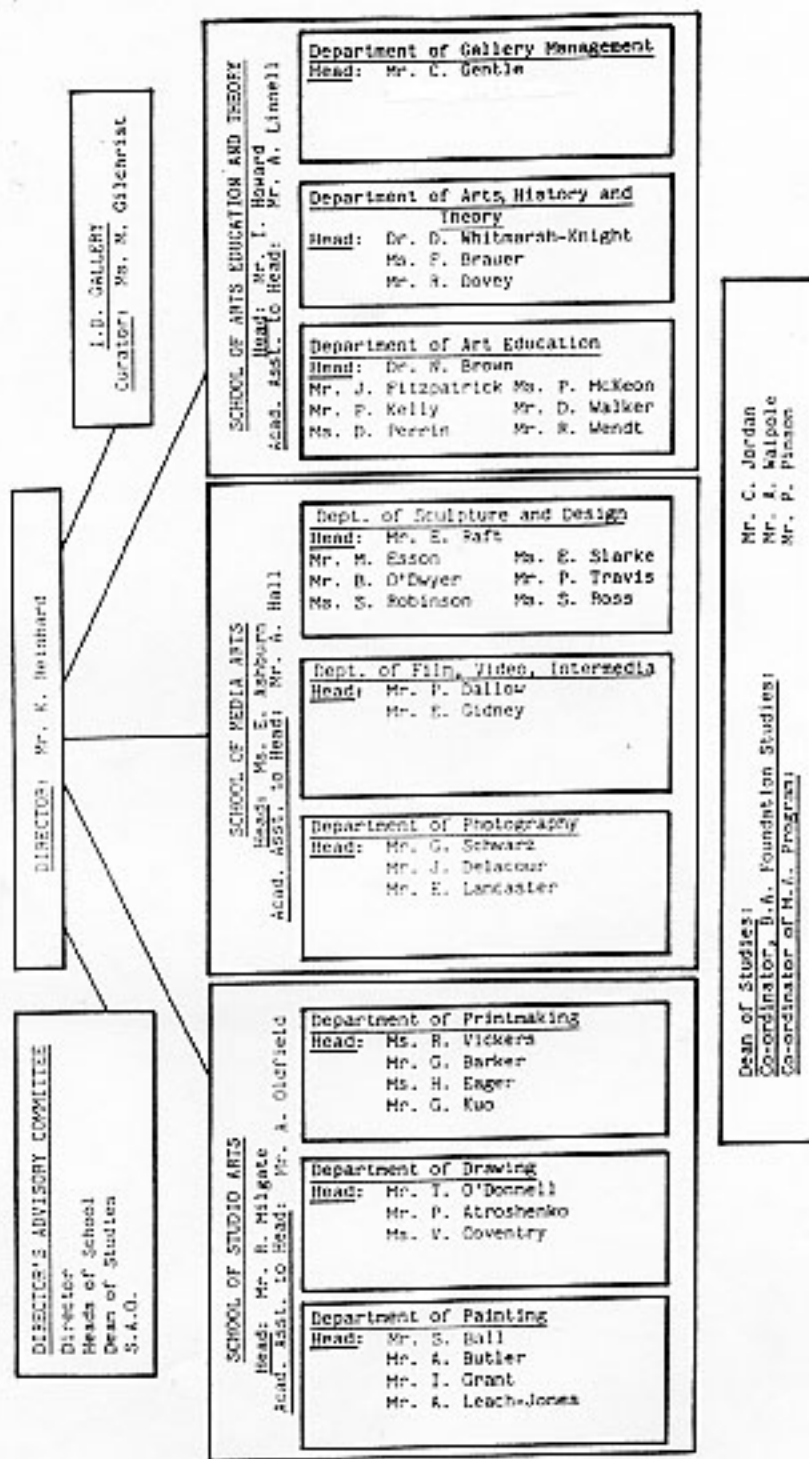 DIRECTOR: Mr. K. Reinhard
DIRECTOR'S ADVISORY COMMITTEE
Director
Heads of School
Dean of Studies
S.A.O.
I.D. GALLERY
Curator: Ms. M. Gilchrist
SCHOOL OF STUDIO ARTS
Head: Mr. R. Milgate
Acad. Asst. to Head: Mr. A. Oldfield
Department of Painting
Head: Mr. S. Ball
Mr. A. Butler
Mr. I. Grant
Mr. A. Leach-Jones
Department of Drawing
Head: Mr. T. O'Donnell
Mr. P. Atroshenko
Ms. V. Coventry
Department of Printmaking
Head: Ms. R. Vickers
Mr. G. Barker
Ms. H. Eager
Mr. G. Kuo
SCHOOL OF MEDIA ARTS
Head: Ms. E. Ashburn
Acad. Asst. to Head: Mr. A. Hall
Department of Photography
Head: Mr. G. Schwarz
Mr. J. Delacour
Mr. E. Lancaster
Dept. of Film, Video, Intermedia
Head: Mr. P. Dallow
Mr. E. Gidney
Dept. of Sculpture and Design
Head: Mr. E. Raft
Mr. M. Esson Ms. E. Slarke
Mr. B. O'Dwyer Mr. P. Travis
Ms. S. Robinson Ms. S. Ross
SCHOOL OF ARTS EDUCATION AND THEORY
Head: Mr. I. Howard
Acad. Asst. to Head: Mr. A. Linnell
Department of Art Education
Head: Dr. N. Brown
Mr. J. Fitzpatrick Ms. P. McKeon
Mr. P. Kelly Mr. D. Walker
Ms. D. Perrin Mr. R. Wendt
Department of Arts, History and
Theory
Head: Dr. D. Whitmarsh-Knight
Ms. F. Brauer
Mr. R. Dovey
Department of Gallery Management
Head: Mr. C. Gentle
Dean of Studies: Mr. C. Jordan
Co-ordinator, B.A. Foundation Studies: Mr. A. Walpole
Co-ordinator of M.A. Program: Mr. P. Pinson